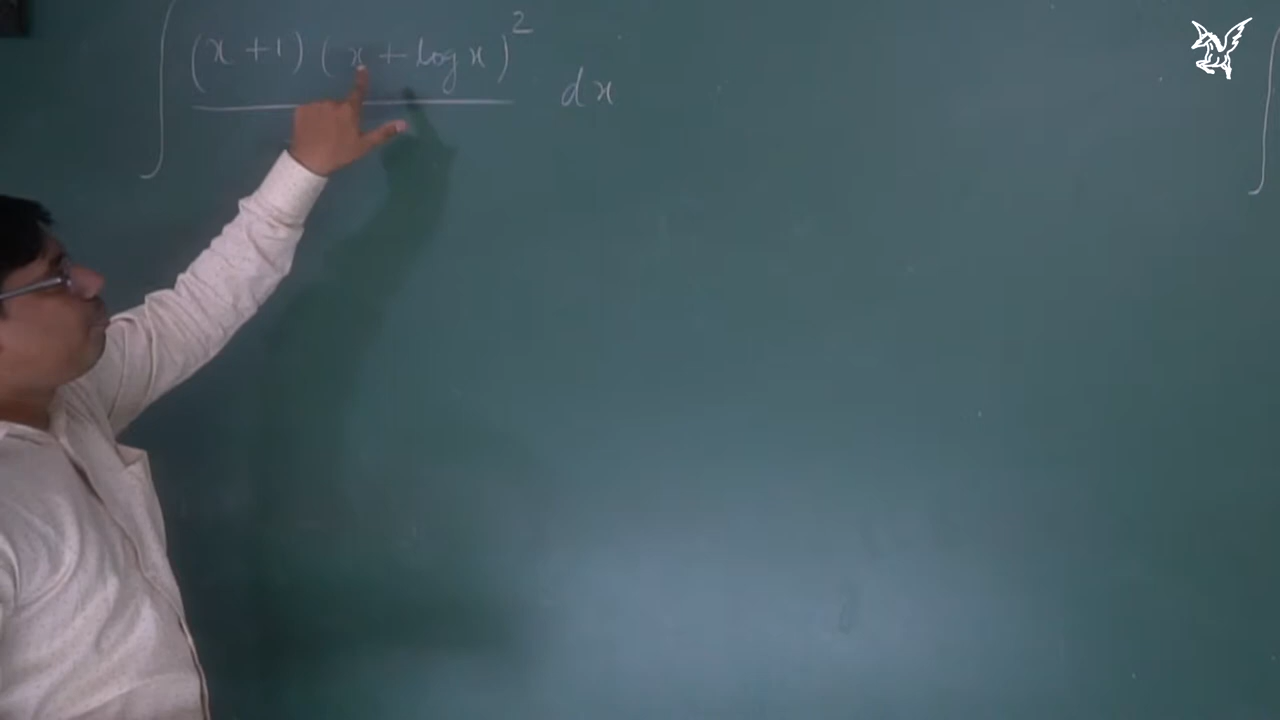 ∫ (x+1)(x+log x)² dx
∫